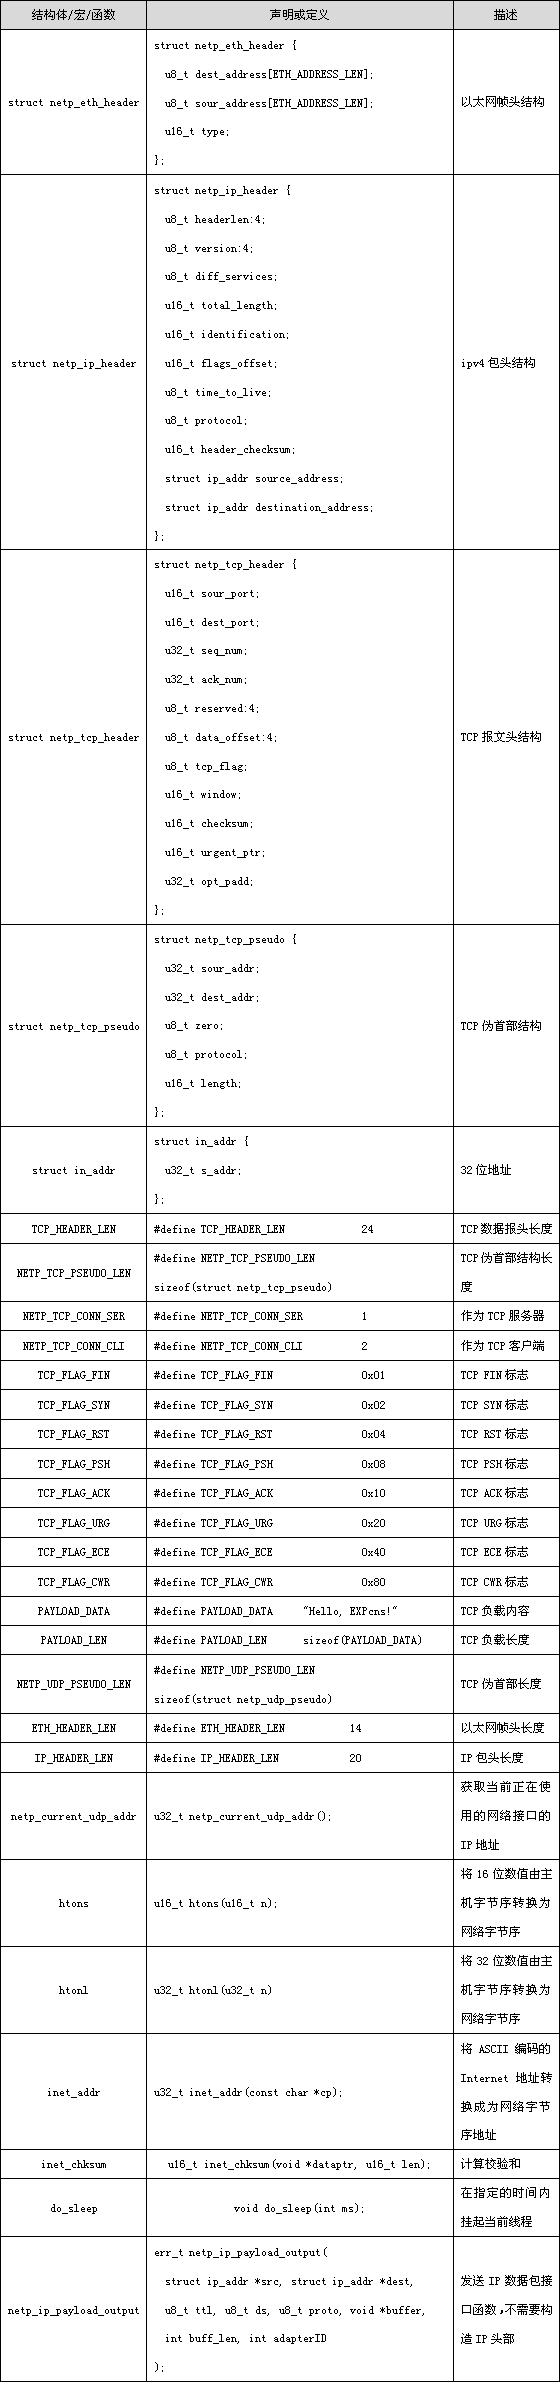 结构体/宏/函数 声明或定义 描述
struct netp_eth_header {
u8_t dest_address[ETH_ADDRESS_LEN];
struct netp_eth_header u8_t sour_address[ETH_ADDRESS_LEN]; 以太网帧头结构
u16_t type;
};
struct netp_ip_header {
u8_t headerlen:4;
u8_t version:4;
u8_t diff_services;
u16_t total_length;
u16_t identification;
struct netp_ip_header u16_t flags_offset; ipv4 包头结构
u8_t time_to_live;
u8_t protocol;
u16_t header_checksum;
struct ip_addr source_address;
struct ip_addr destination_address;
};
struct netp_tcp_header {
u16_t sour_port;
u16_t dest_port;
u32_t seq_num;
u32_t ack_num;
u8_t reserved:4;
struct netp_tcp_header u8_t data_offset:4; TCP 报文头结构
u8_t tcp_flag;
u16_t window;
u16_t checksum;
u16_t urgent_ptr;
u32_t opt_padd;
};
struct netp_tcp_pseudo {
u32_t sour_addr;
u32_t dest_addr;
struct netp_tcp_pseudo u8_t zero; TCP 伪首部结构
u8_t protocol;
u16_t length;
};
struct in_addr {
struct in_addr u32_t s_addr; 32 位地址
};
TCP_HEADER_LEN #define TCP_HEADER_LEN 24 TCP 数据报头长度
NETP_TCP_PSEUDO_LEN #define NETP_TCP_PSEUDO_LEN TCP 伪首部结构长
sizeof(struct netp_tcp_pseudo) 度
NETP_TCP_CONN_SER #define NETP_TCP_CONN_SER 1 作为 TCP 服务器
NETP_TCP_CONN_CLI #define NETP_TCP_CONN_CLI 2 作为 TCP 客户端
TCP_FLAG_FIN #define TCP_FLAG_FIN 0x01 TCP FIN 标志
TCP_FLAG_SYN #define TCP_FLAG_SYN 0x02 TCP SYN 标志
TCP_FLAG_RST #define TCP_FLAG_RST 0x04 TCP RST 标志
TCP_FLAG_PSH #define TCP_FLAG_PSH 0x08 TCP PSH 标志
TCP_FLAG_ACK #define TCP_FLAG_ACK 0x10 TCP ACK 标志
TCP_FLAG_URG #define TCP_FLAG_URG 0x20 TCP URG 标志
TCP_FLAG_ECE #define TCP_FLAG_ECE 0x40 TCP ECE 标志
TCP_FLAG_CWR #define TCP_FLAG_CWR 0x80 TCP CWR 标志
PAYLOAD_DATA #define PAYLOAD_DATA "Hello, EXPcns!" TCP 负载内容
PAYLOAD_LEN #define PAYLOAD_LEN sizeof(PAYLOAD_DATA) TCP 负载长度
NETP_UDP_PSEUDO_LEN #define NETP_UDP_PSEUDO_LEN TCP 伪首部长度
sizeof(struct netp_udp_pseudo)
ETH_HEADER_LEN #define ETH_HEADER_LEN 14 以太网帧头长度
IP_HEADER_LEN #define IP_HEADER_LEN 20 IP 包头长度
获取当前正在使
netp_current_udp_addr u32_t netp_current_udp_addr(); 用的网络接口的
IP 地址
将 16 位数值由主
htons u16_t htons(u16_t n); 机字节序转换为
网络字节序
将 32 位数值由主
htonl u32_t htonl(u32_t n) 机字节序转换为
网络字节序
将 ASCII 编码的
inet_addr u32_t inet_addr(const char *cp); Internet 地址转
换成为网络字节
序地址
inet_chksum u16_t inet_chksum(void *dataptr, u16_t len); 计算校验和
do_sleep void do_sleep(int ms); 在指定的时间内
挂起当前线程
err_t netp_ip_payload_output(
struct ip_addr *src, struct ip_addr *dest, 发送 IP 数据包接
netp_ip_payload_output u8_t ttl, u8_t ds, u8_t proto, void *buffer, 口函数，不需要构
int buff_len, int adapterID 造 IP 头部
);